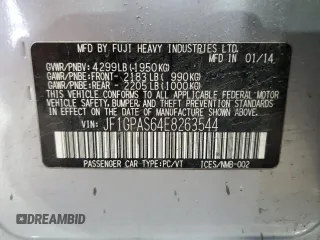 MFD BY FUJI HEAVY INDUSTRIES LTD.
IN JAPAN 01/14
GVWR/PNBV: 4299LB (1950KG)
GAWR/PNBE:FRONT- 2183LB ( 990KG)
GAWR/PNBE:REAR - 2205LB (1000KG)
THIS VEHICLE CONFORMS TO ALL APPLICABLE
FEDERAL MOTOR VEHICLE SAFETY, BUMPER,
AND THEFT PREVENTION STANDARDS IN EFFECT
ON THE DATE OF MANUFACTURE SHOWN ABOVE.
JF1GPAS64E8263544
PASSENGER CAR TYPE:PC/VT ICES/NMB-002
DREAMBID